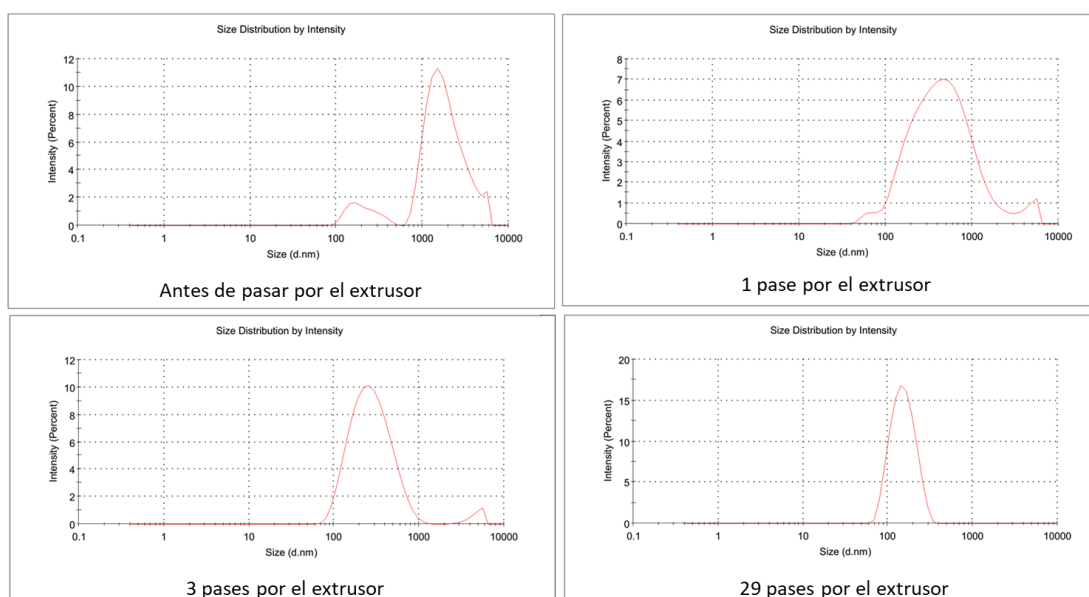 Size Distribution by Intensity
12
10
8
6
4
2
0
Intensity (Percent)
0.1 1 10 100 1000 10000
Size (d.nm)
Antes de pasar por el extrusor
Size Distribution by Intensity
8
7
6
5
4
3
2
1
0
Intensity (Percent)
0.1 1 10 100 1000 10000
Size (d.nm)
1 pase por el extrusor
Size Distribution by Intensity
12
10
8
6
4
2
0
Intensity (Percent)
0.1 1 10 100 1000 10000
Size (d.nm)
3 pases por el extrusor
Size Distribution by Intensity
20
15
10
5
0
Intensity (Percent)
0.1 1 10 100 1000 10000
Size (d.nm)
29 pases por el extrusor